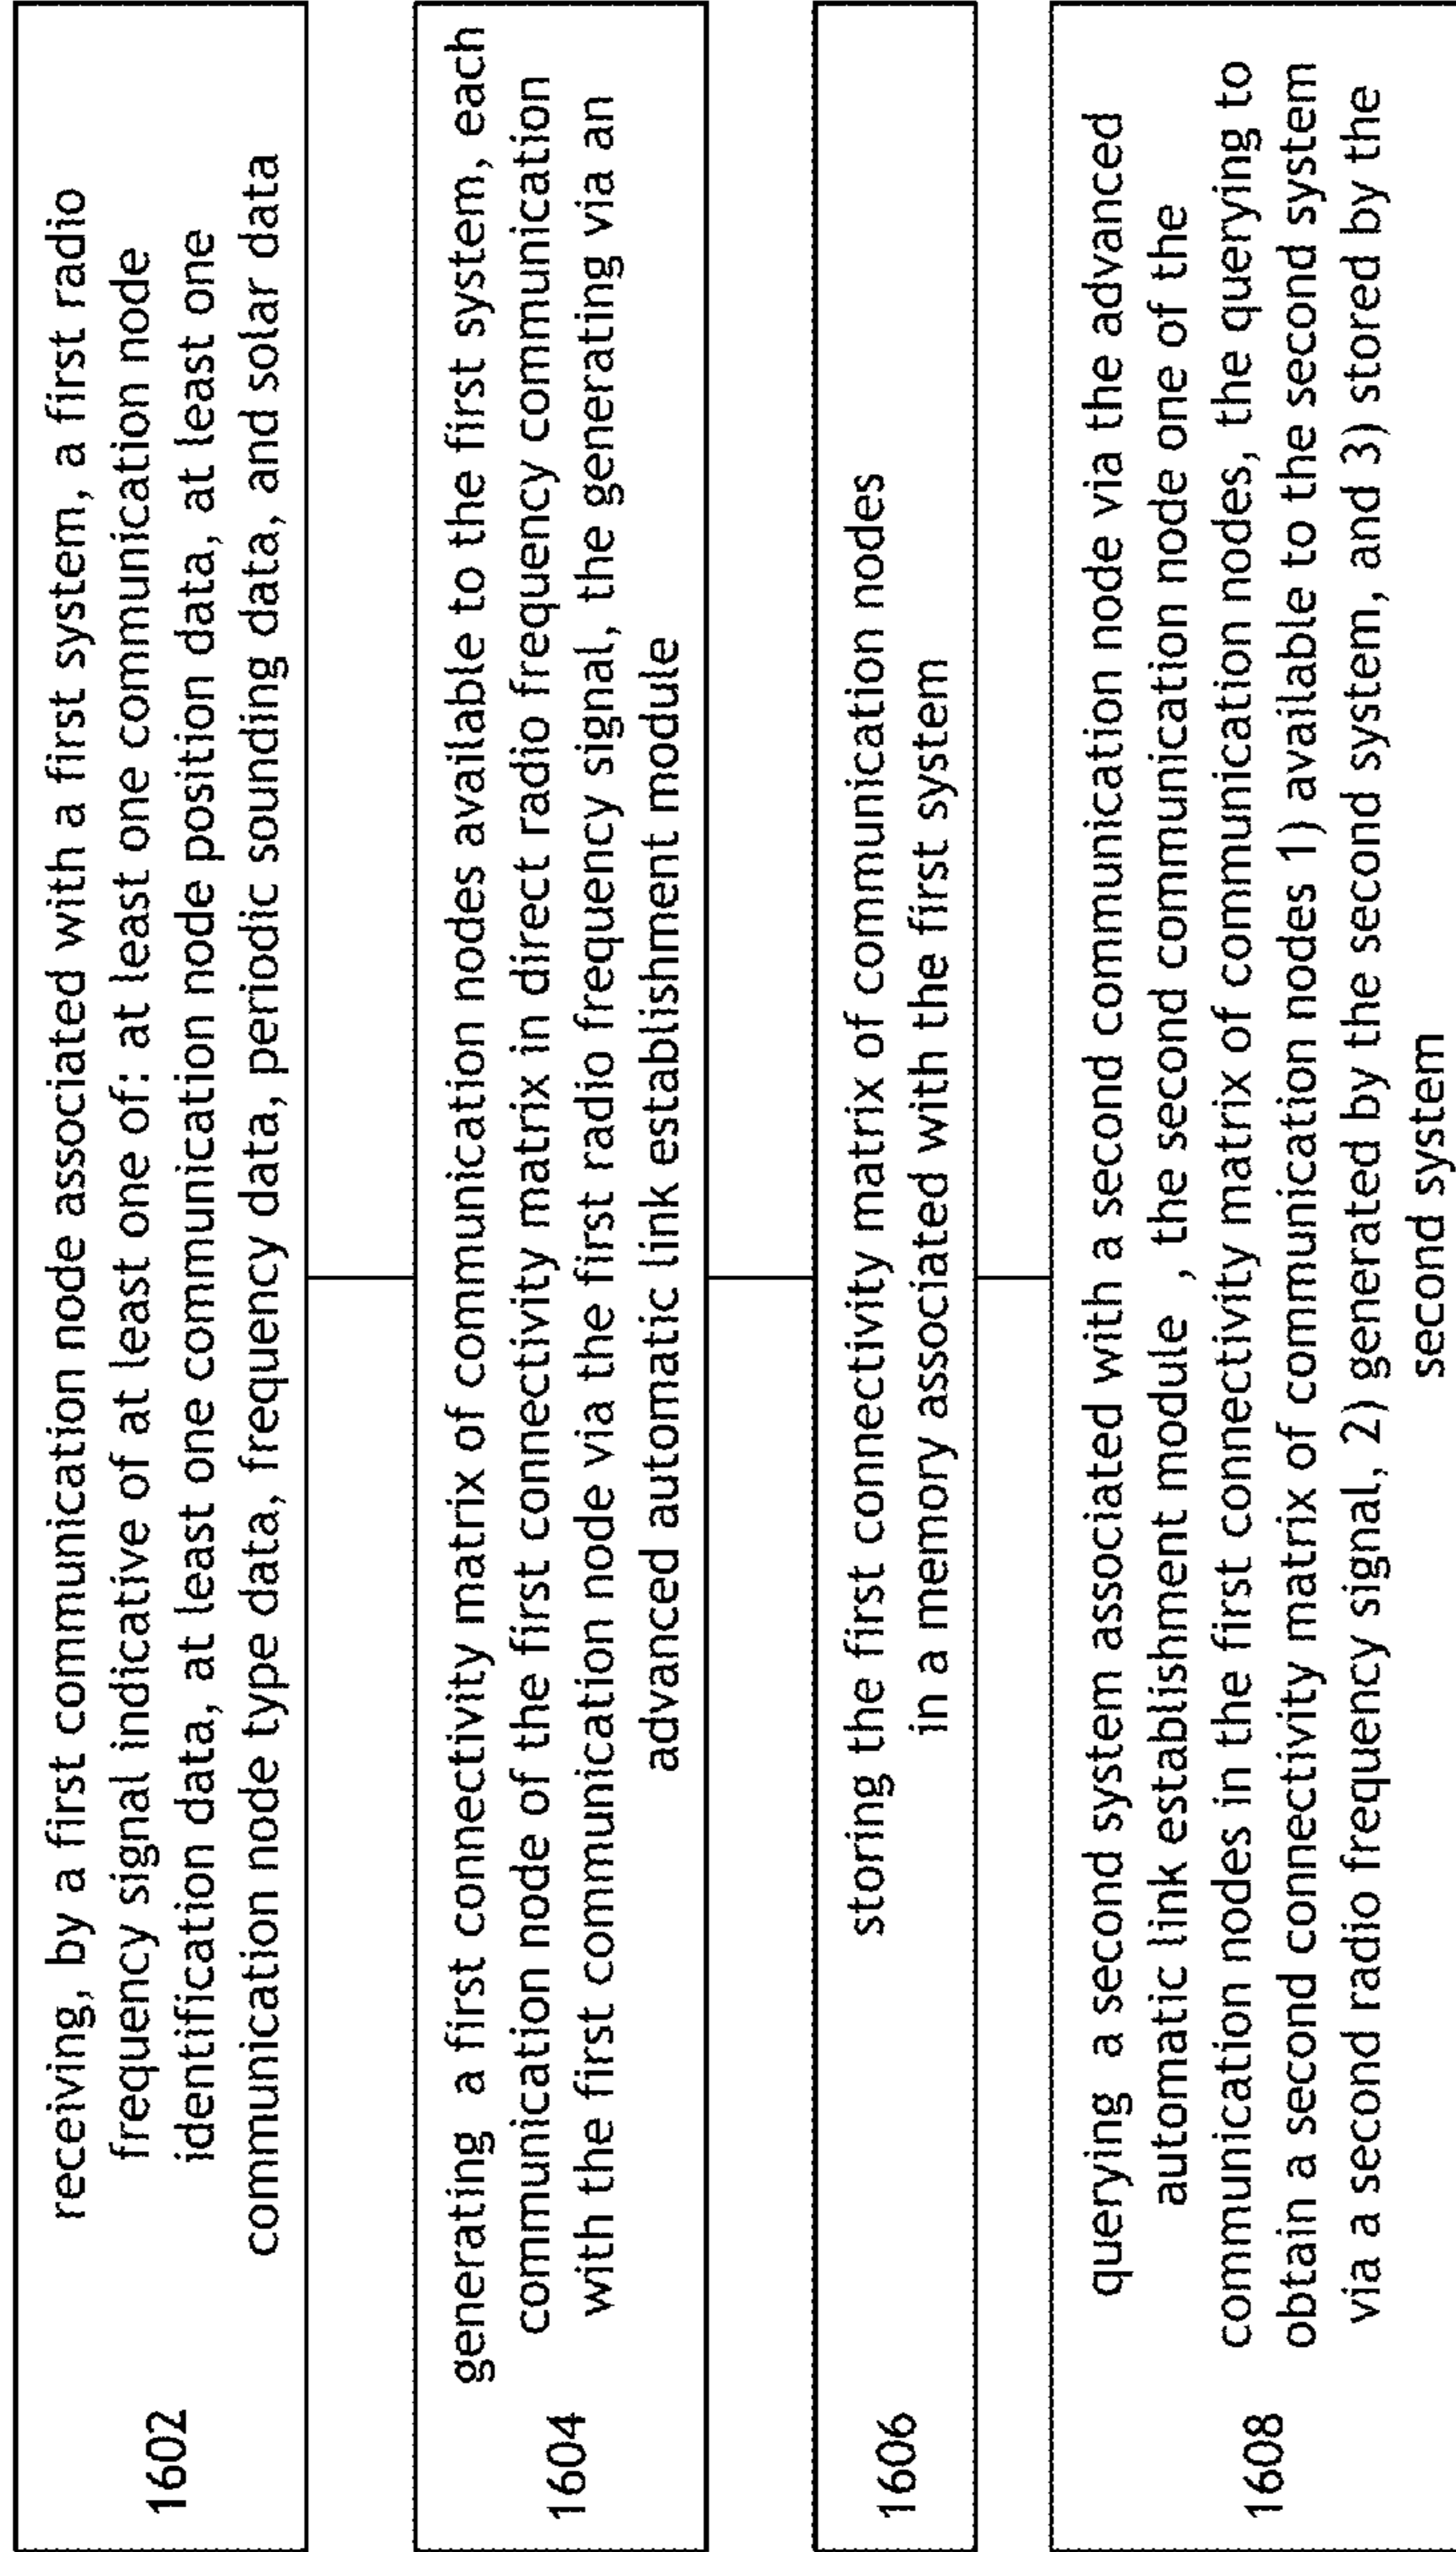 1602
receiving, by a first communication node associated with a first system, a first radio
frequency signal indicative of at least one of: at least one communication node
identification data, at least one communication node position data, at least one
communication node type data, frequency data, periodic sounding data, and solar data
1604
generating a first connectivity matrix of communication nodes available to the first system, each
communication node of the first connectivity matrix in direct radio frequency communication
with the first communication node via the first radio frequency signal, the generating via an
advanced automatic link establishment module
1606
storing the first connectivity matrix of communication nodes
in a memory associated with the first system
1608
querying a second system associated with a second communication node via the advanced
automatic link establishment module , the second communication node one of the
communication nodes in the first connectivity matrix of communication nodes, the querying to
obtain a second connectivity matrix of communication nodes 1) available to the second system
via a second radio frequency signal, 2) generated by the second system, and 3) stored by the
second system